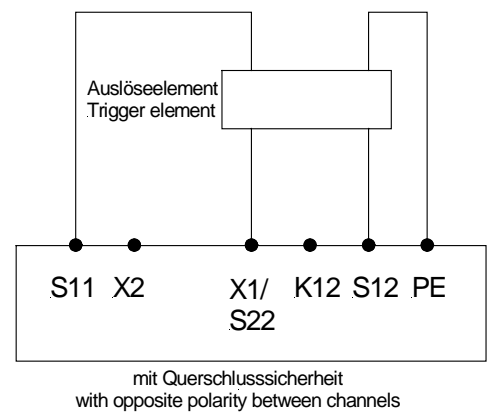 Auslöseelement
Trigger element
S11 X2 X1/ K12 S12 PE
S22
mit Querschlusssicherheit
with opposite polarity between channels